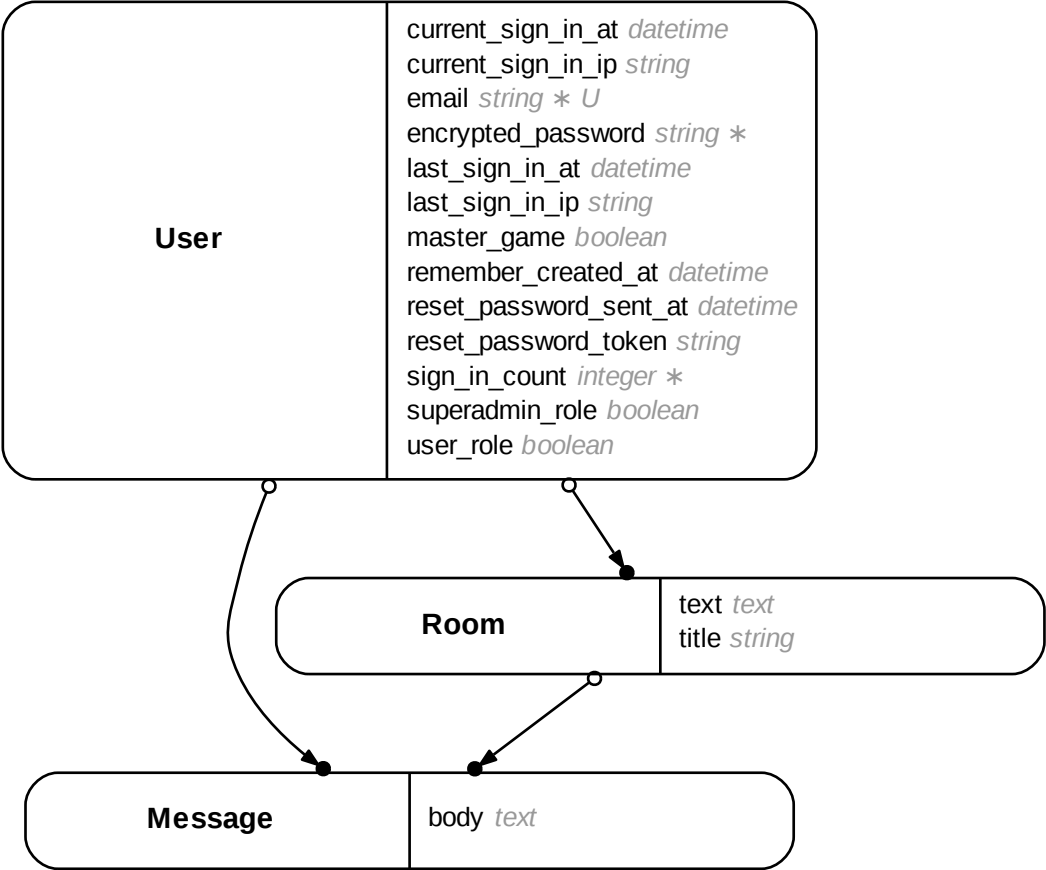 User
current_sign_in_at datetime
current_sign_in_ip string
email string ∗ U
encrypted_password string ∗
last_sign_in_at datetime
last_sign_in_ip string
master_game boolean
remember_created_at datetime
reset_password_sent_at datetime
reset_password_token string
sign_in_count integer ∗
superadmin_role boolean
user_role boolean
Room
text text
title string
Message
body text